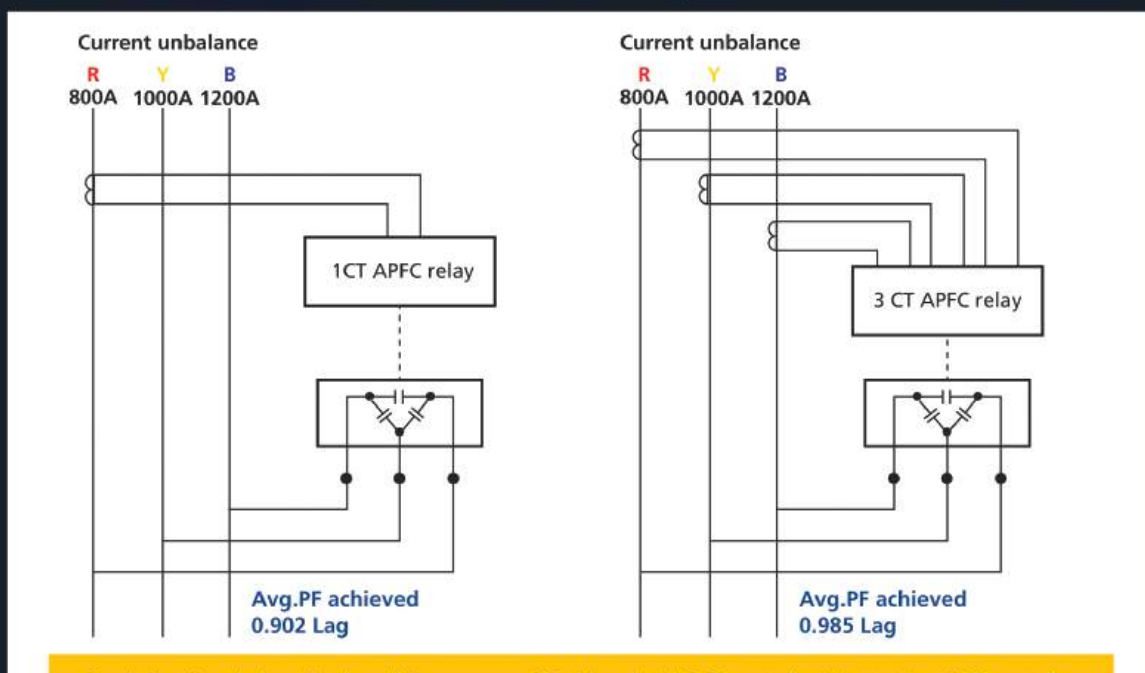 Current unbalance
R Y B
800A 1000A 1200A
1CT APFC relay
Avg.PF achieved
0.902 Lag
Current unbalance
R Y B
800A 1000A 1200A
3 CT APFC relay
Avg.PF achieved
0.985 Lag